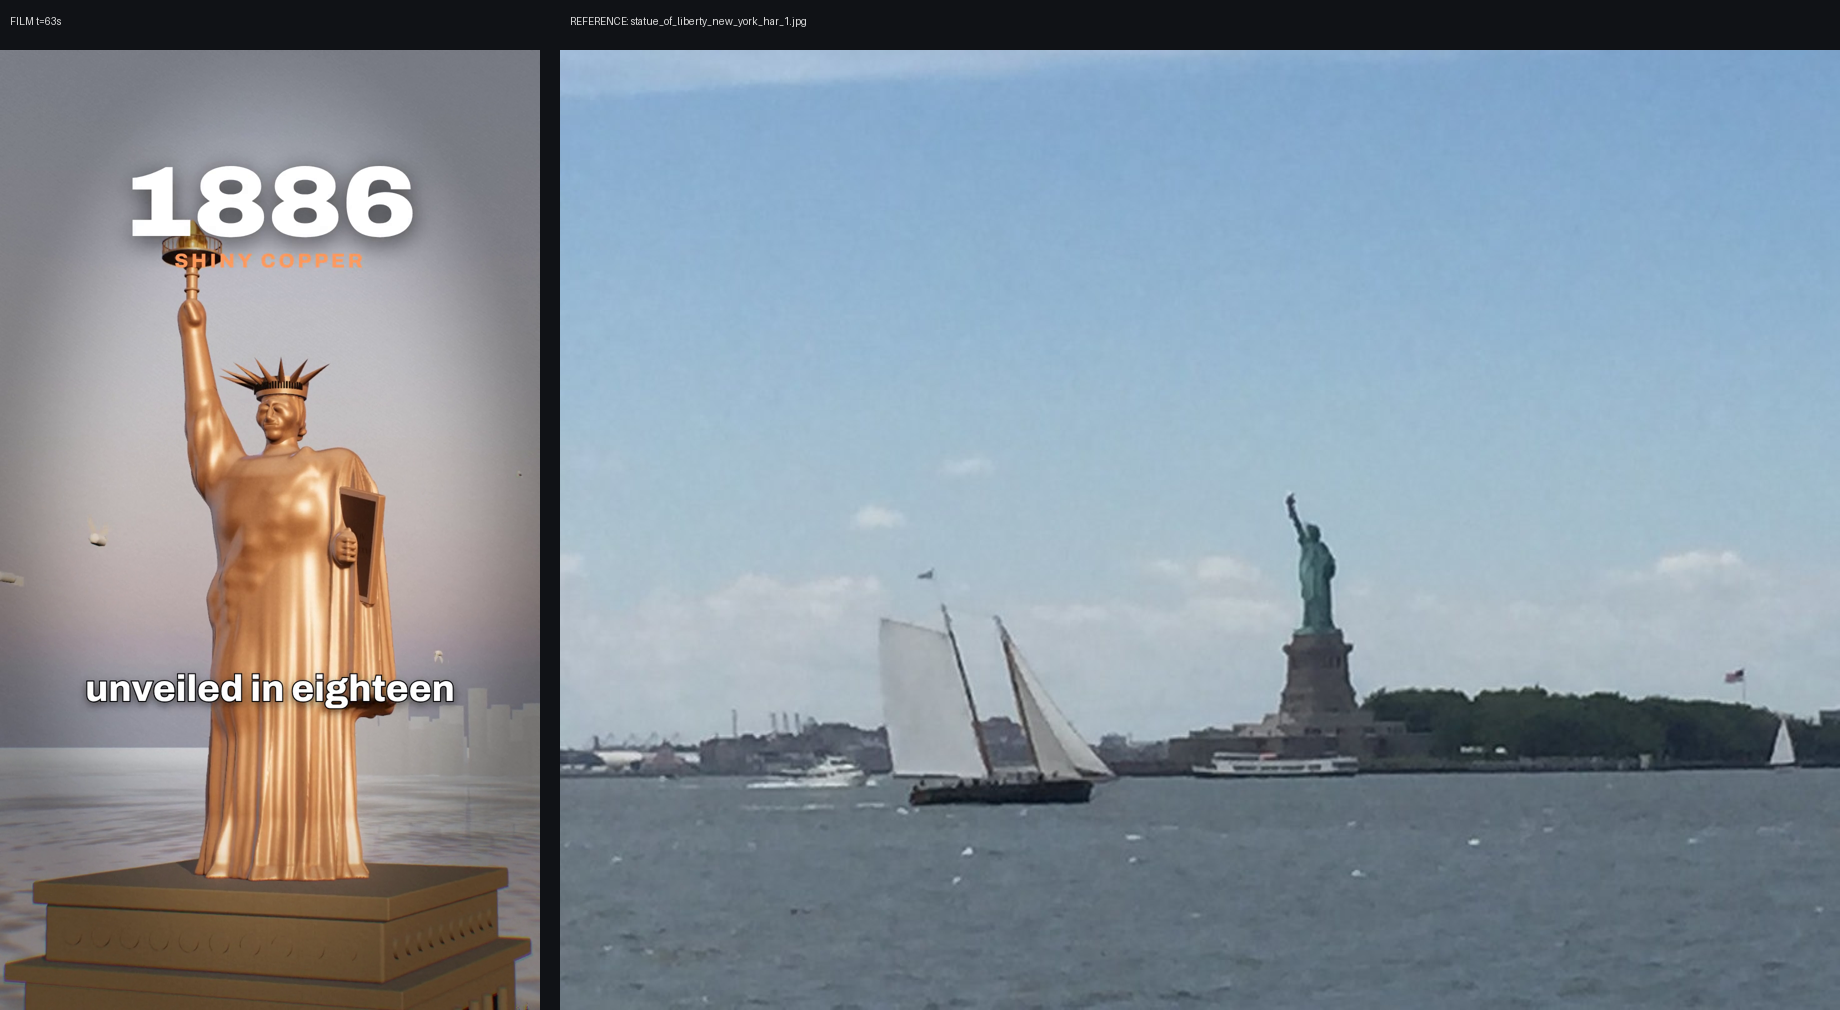 FILM t=63s
REFERENCE: statue_of_liberty_new_york_har_1.jpg
1886
SHINY COPPER
unveiled in eighteen